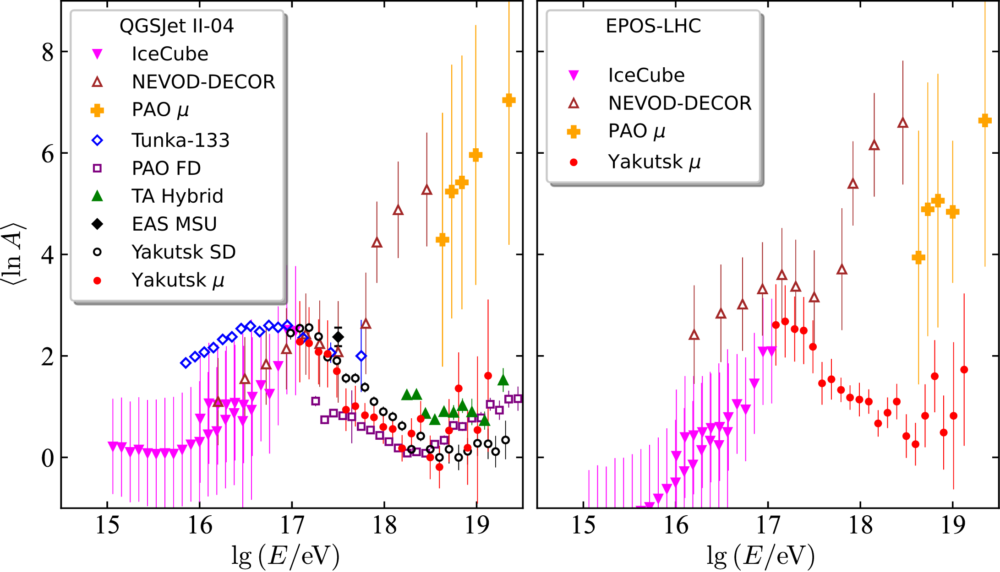 QGSJet II-04
IceCube
NEVOD-DECOR
PAO μ
Tunka-133
PAO FD
TA Hybrid
EAS MSU
Yakutsk SD
Yakutsk μ
EPOS-LHC
IceCube
NEVOD-DECOR
PAO μ
Yakutsk μ
⟨ln A⟩
8
6
4
2
0
15 16 17 18 19
15 16 17 18 19
lg (E/eV)
lg (E/eV)